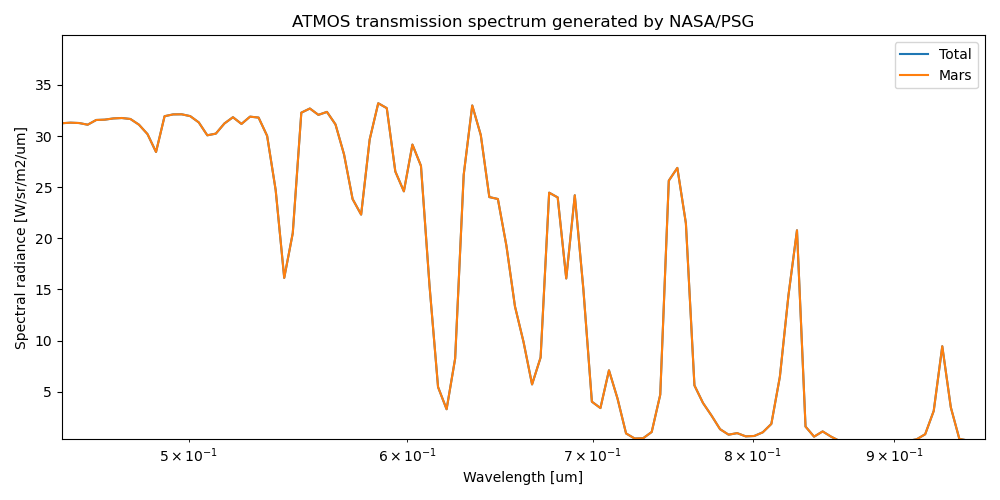 ATMOS transmission spectrum generated by NASA/PSG
Total
Mars
Spectral radiance [W/sr/m2/um]
35
30
25
20
15
10
5
5 × 10⁻¹ 6 × 10⁻¹ 7 × 10⁻¹ 8 × 10⁻¹ 9 × 10⁻¹
Wavelength [um]